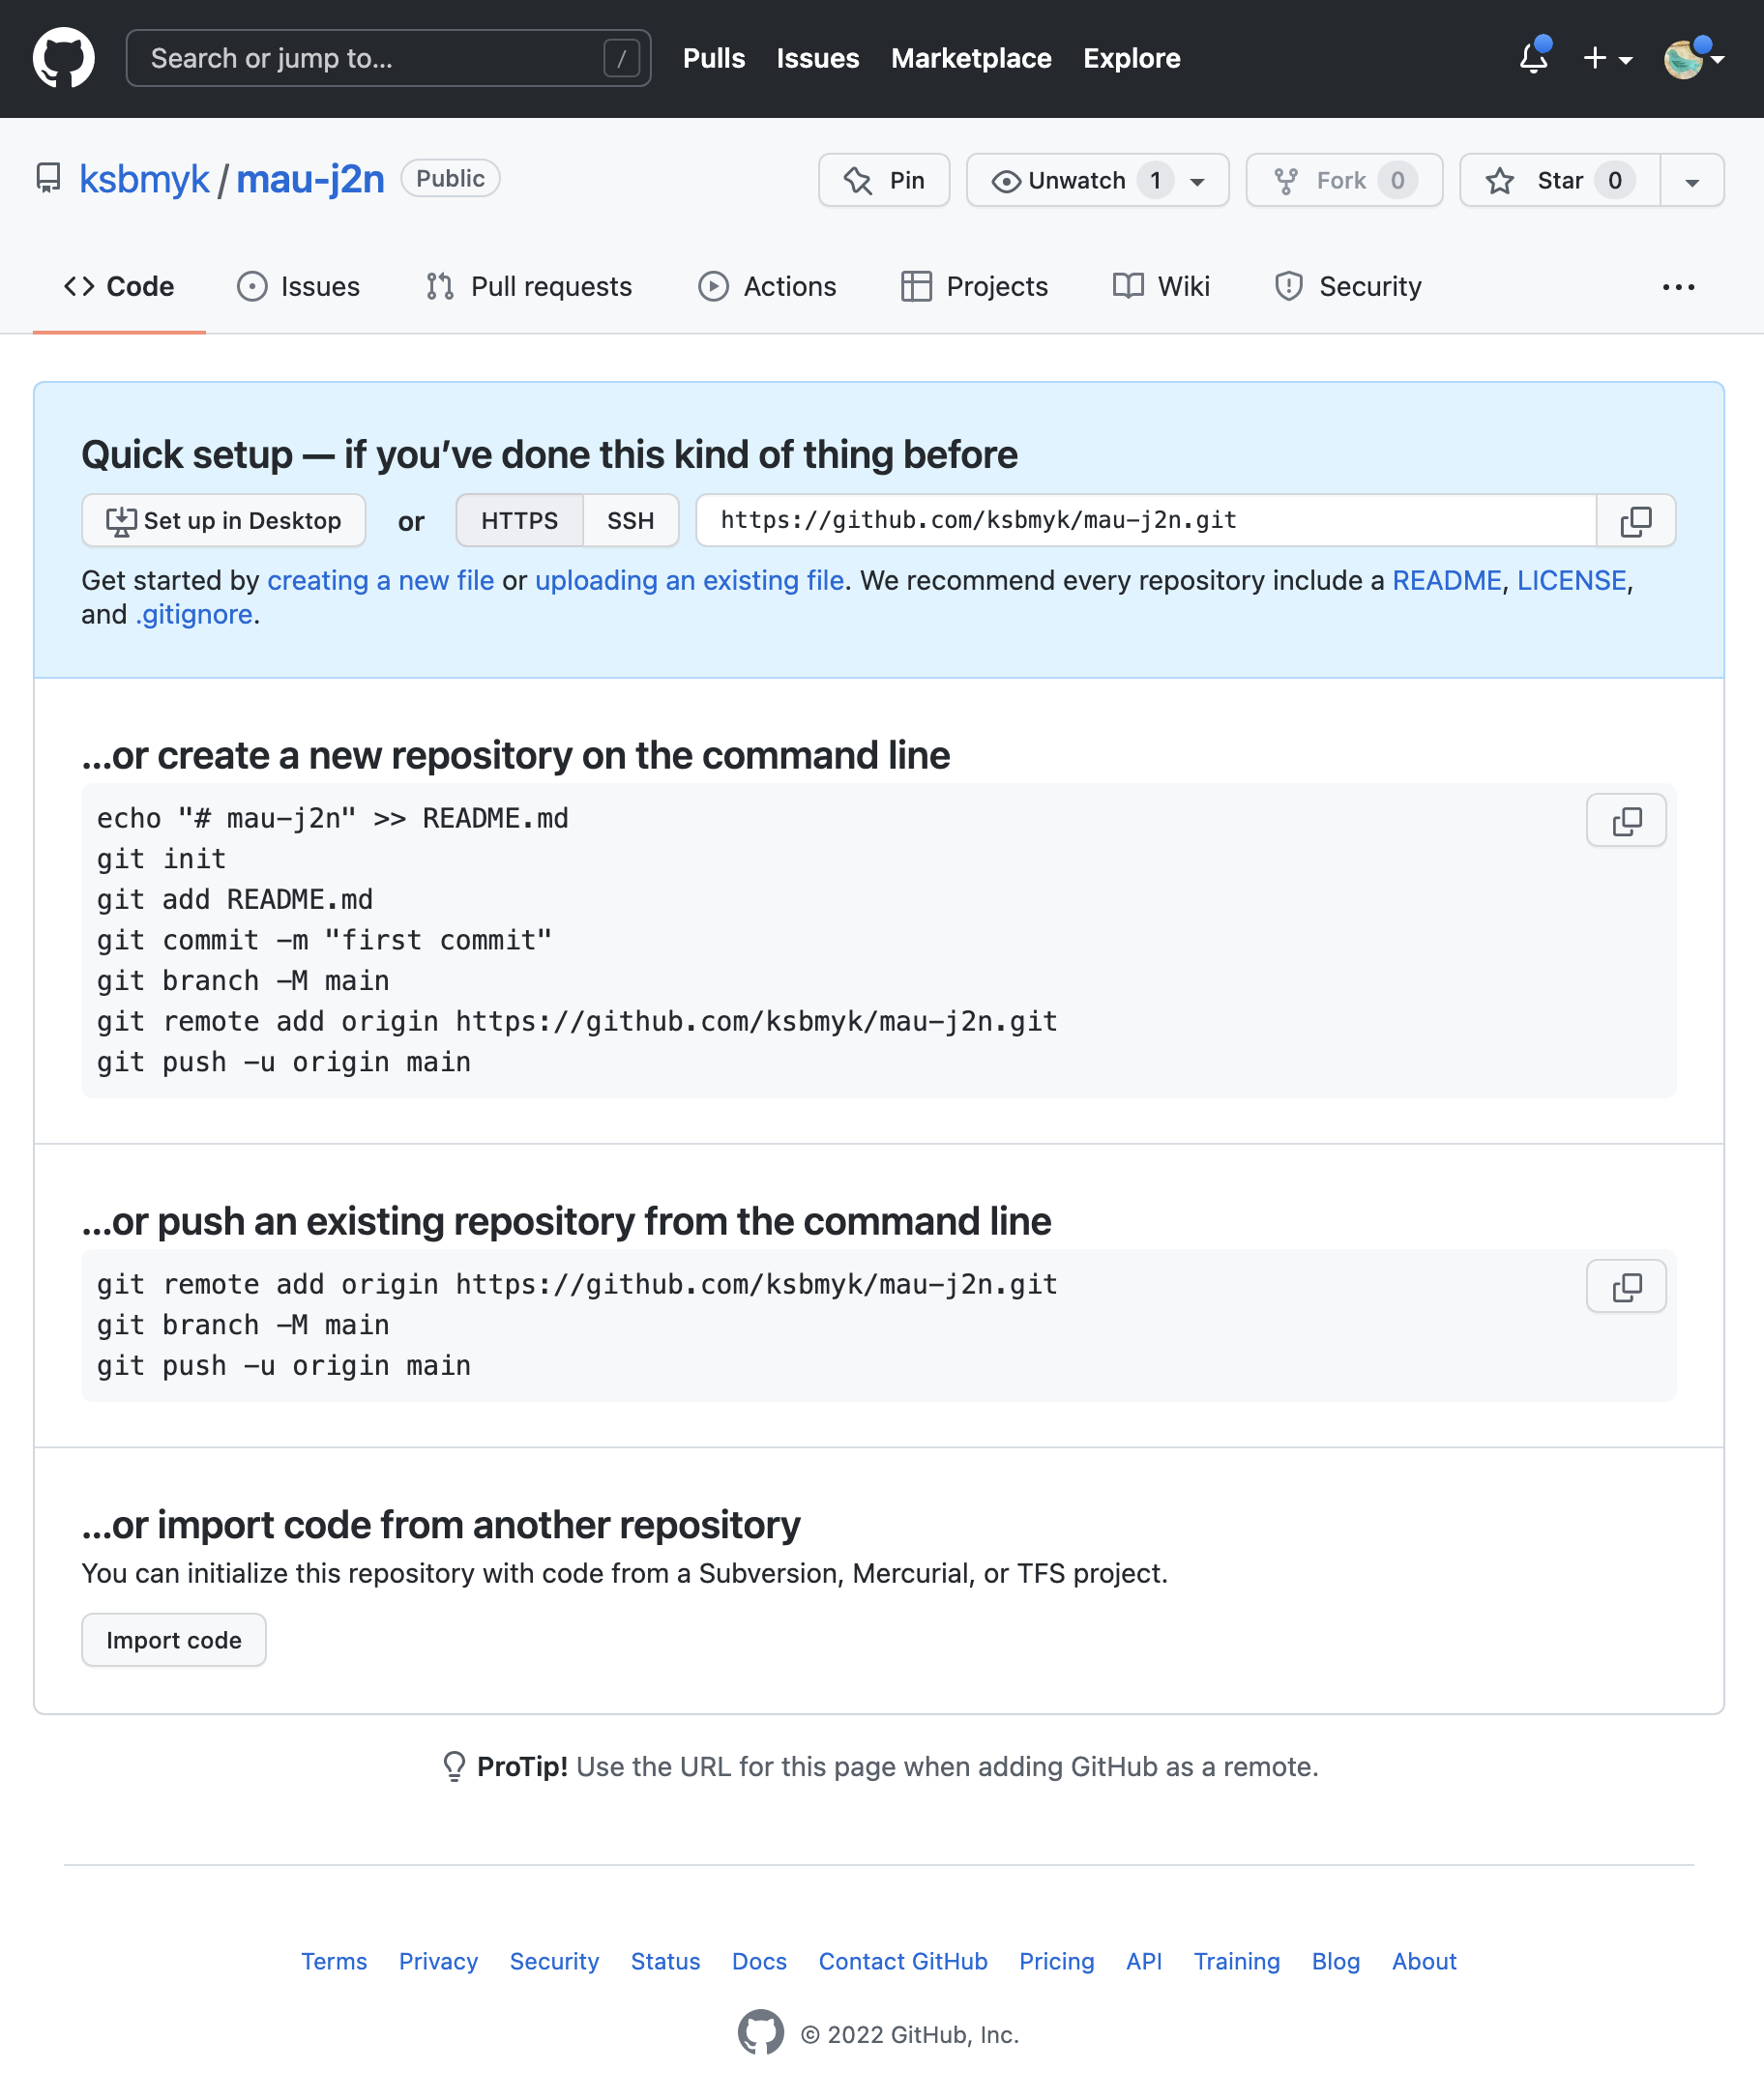 Search or jump to... /
Pulls Issues Marketplace Explore
ksbmyk / mau-j2n Public
Pin
Unwatch 1
Fork 0
Star 0
Code Issues Pull requests Actions Projects Wiki Security ...
Quick setup — if you’ve done this kind of thing before
Set up in Desktop or HTTPS SSH https://github.com/ksbmyk/mau-j2n.git
Get started by creating a new file or uploading an existing file. We recommend every repository include a README, LICENSE,
and .gitignore.
…or create a new repository on the command line
echo "# mau-j2n" >> README.md
git init
git add README.md
git commit -m "first commit"
git branch -M main
git remote add origin https://github.com/ksbmyk/mau-j2n.git
git push -u origin main
…or push an existing repository from the command line
git remote add origin https://github.com/ksbmyk/mau-j2n.git
git branch -M main
git push -u origin main
…or import code from another repository
You can initialize this repository with code from a Subversion, Mercurial, or TFS project.
Import code
ProTip! Use the URL for this page when adding GitHub as a remote.
Terms Privacy Security Status Docs Contact GitHub Pricing API Training Blog About
© 2022 GitHub, Inc.